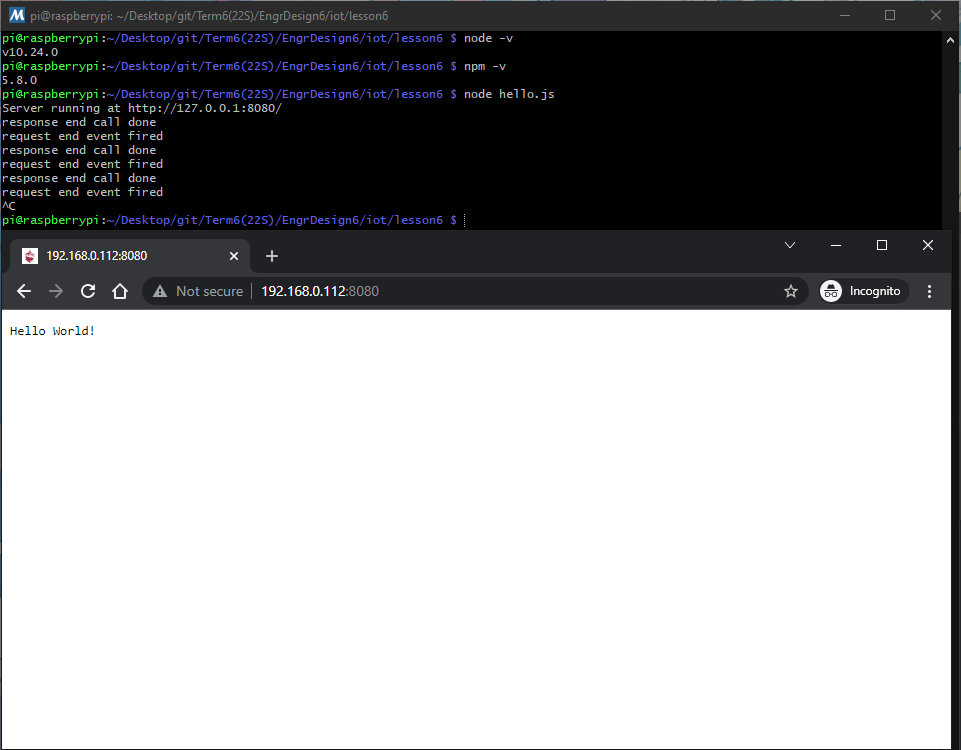 pi@raspberrypi: ~/Desktop/git/Term6(22S)/EngrDesign6/iot/lesson6
pi@raspberrypi:~/Desktop/git/Term6(22S)/EngrDesign6/iot/lesson6 $ node -v
v10.24.0
pi@raspberrypi:~/Desktop/git/Term6(22S)/EngrDesign6/iot/lesson6 $ npm -v
5.8.0
pi@raspberrypi:~/Desktop/git/Term6(22S)/EngrDesign6/iot/lesson6 $ node hello.js
Server running at http://127.0.0.1:8080/
response end call done
request end event fired
response end call done
request end event fired
response end call done
request end event fired
^C
pi@raspberrypi:~/Desktop/git/Term6(22S)/EngrDesign6/iot/lesson6 $
192.168.0.112:8080
Not secure 192.168.0.112:8080 Incognito
Hello World!